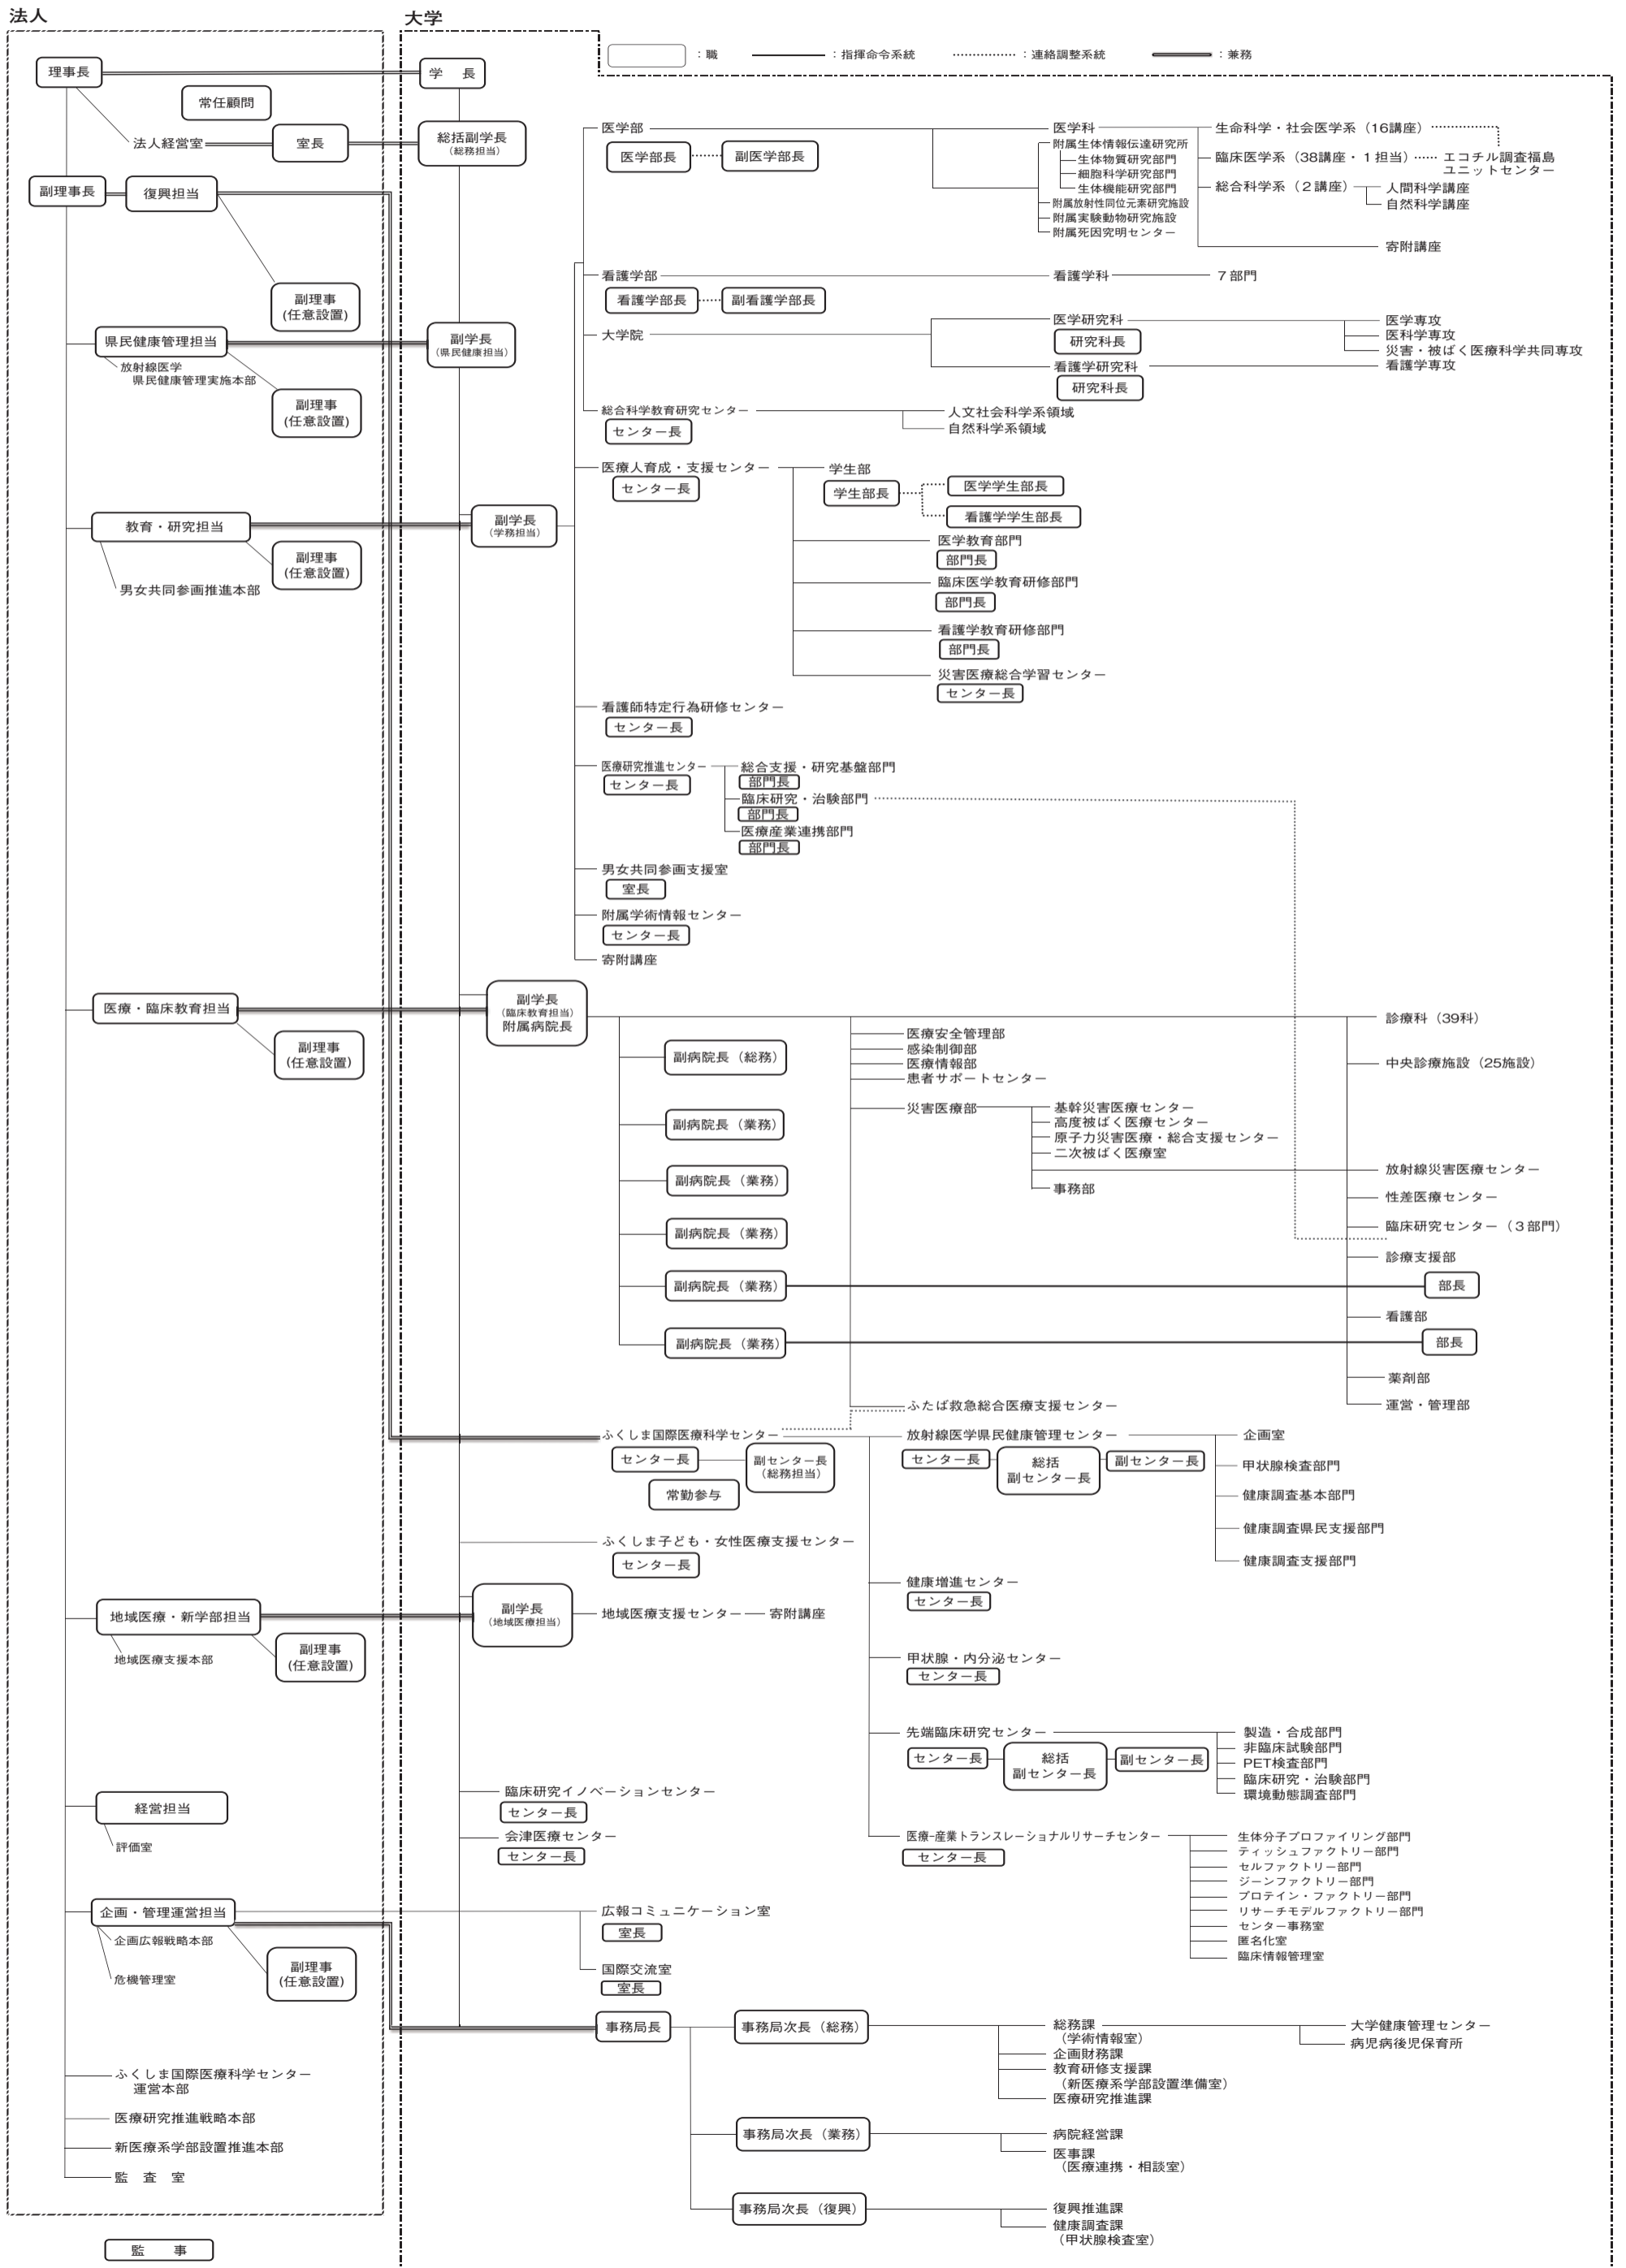 法人
大学
：職
：指揮命令系統
：連絡調整系統
：兼務
理事長
常任顧問
法人経営室
室長
副理事長
復興担当
副理事
(任意設置)
県民健康管理担当
放射線医学
県民健康管理実施本部
副理事
(任意設置)
教育・研究担当
副理事
(任意設置)
男女共同参画推進本部
医療・臨床教育担当
副理事
(任意設置)
地域医療・新学部担当
地域医療支援本部
副理事
(任意設置)
経営担当
評価室
企画・管理運営担当
企画広報戦略本部
危機管理室
副理事
(任意設置)
ふくしま国際医療科学センター
運営本部
医療研究推進戦略本部
新医療系学部設置推進本部
監　査　室
監　　事
学　長
総括副学長
（総務担当）
副学長
（県民健康担当）
副学長
（学務担当）
副学長
（臨床教育担当）
附属病院長
副学長
（地域医療担当）
医学部
医学部長
副医学部長
医学科
附属生体情報伝達研究所
生体物質研究部門
細胞科学研究部門
生体機能研究部門
附属放射性同位元素研究施設
附属実験動物研究施設
附属死因究明センター
生命科学・社会医学系（16講座）
臨床医学系（38講座・１担当）
エコチル調査福島
ユニットセンター
総合科学系（２講座）
人間科学講座
自然科学講座
寄附講座
看護学部
看護学部長
副看護学部長
看護学科
７部門
大学院
医学研究科
研究科長
医学専攻
医科学専攻
災害・被ばく医療科学共同専攻
看護学研究科
研究科長
看護学専攻
総合科学教育研究センター
センター長
人文社会科学系領域
自然科学系領域
医療人育成・支援センター
センター長
学生部
学生部長
医学学生部長
看護学学生部長
医学教育部門
部門長
臨床医学教育研修部門
部門長
看護学教育研修部門
部門長
災害医療総合学習センター
センター長
看護師特定行為研修センター
センター長
医療研究推進センター
センター長
総合支援・研究基盤部門
部門長
臨床研究・治験部門
部門長
医療産業連携部門
部門長
男女共同参画支援室
室長
附属学術情報センター
センター長
寄附講座
副病院長（総務）
副病院長（業務）
副病院長（業務）
副病院長（業務）
副病院長（業務）
副病院長（業務）
医療安全管理部
感染制御部
医療情報部
患者サポートセンター
災害医療部
基幹災害医療センター
高度被ばく医療センター
原子力災害医療・総合支援センター
二次被ばく医療室
事務部
診療科（39科）
中央診療施設（25施設）
放射線災害医療センター
性差医療センター
臨床研究センター（３部門）
診療支援部
部長
看護部
部長
薬剤部
運営・管理部
ふたば救急総合医療支援センター
ふくしま国際医療科学センター
センター長
副センター長
（総務担当）
常勤参与
放射線医学県民健康管理センター
センター長
総括
副センター長
副センター長
企画室
甲状腺検査部門
健康調査基本部門
健康調査県民支援部門
健康調査支援部門
ふくしま子ども・女性医療支援センター
センター長
健康増進センター
センター長
地域医療支援センター
寄附講座
甲状腺・内分泌センター
センター長
先端臨床研究センター
センター長
総括
副センター長
副センター長
製造・合成部門
非臨床試験部門
PET検査部門
臨床研究・治験部門
環境動態調査部門
臨床研究イノベーションセンター
センター長
会津医療センター
センター長
医療-産業トランスレーショナルリサーチセンター
センター長
生体分子プロファイリング部門
ティッシュファクトリー部門
セルファクトリー部門
ジーンファクトリー部門
プロテイン・ファクトリー部門
リサーチモデルファクトリー部門
センター事務室
匿名化室
臨床情報管理室
広報コミュニケーション室
室長
国際交流室
室長
事務局長
事務局次長（総務）
総務課
（学術情報室）
企画財務課
教育研修支援課
（新医療系学部設置準備室）
医療研究推進課
大学健康管理センター
病児病後児保育所
事務局次長（業務）
病院経営課
医事課
（医療連携・相談室）
事務局次長（復興）
復興推進課
健康調査課
（甲状腺検査室）